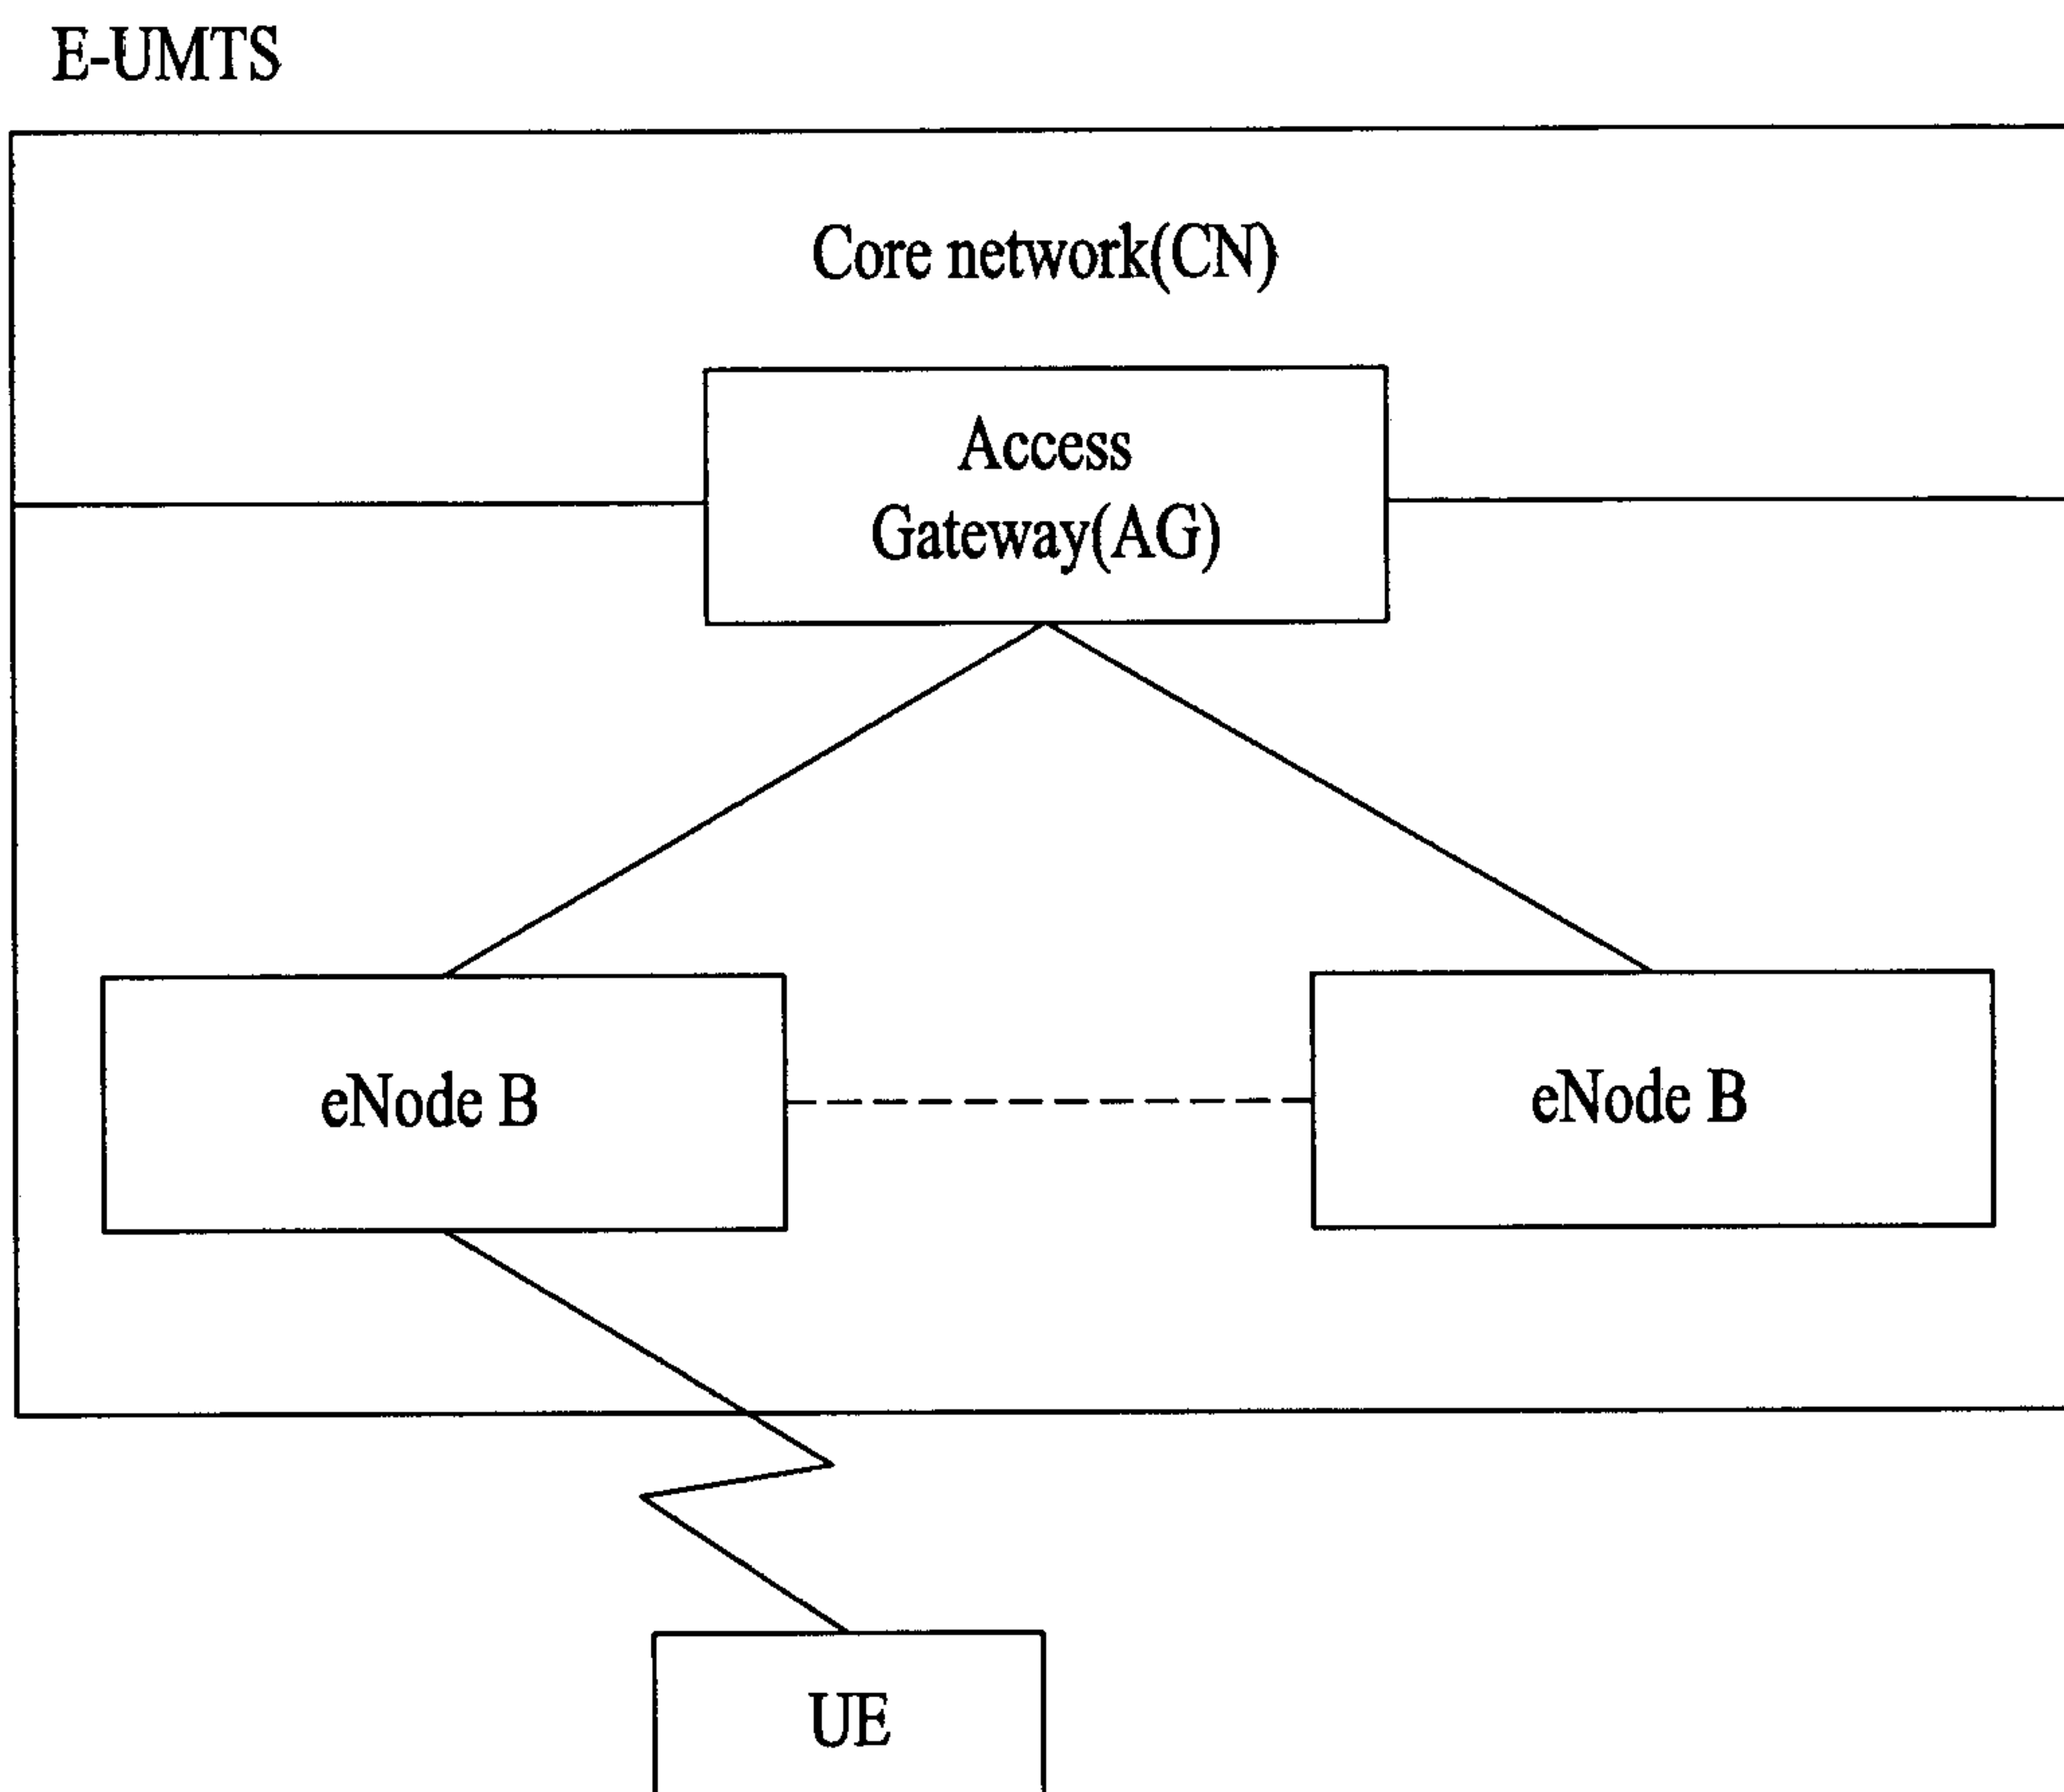 E-UMTS
Core network(CN)
Access
Gateway(AG)
eNode B
eNode B
UE